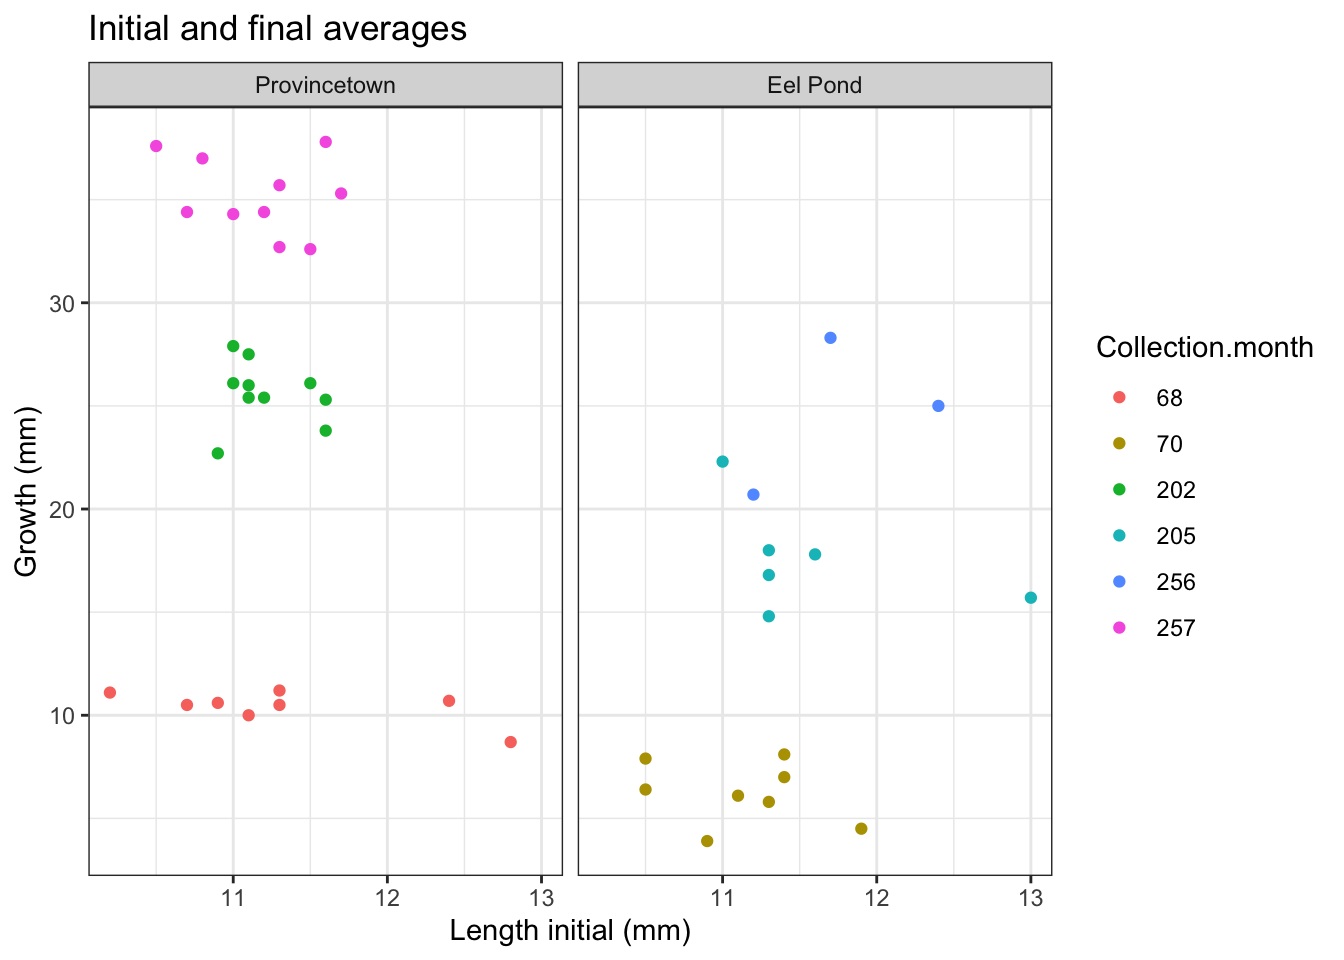 Initial and final averages
Provincetown
Eel Pond
30
20
10
Growth (mm)
11
12
13
11
12
13
Length initial (mm)
Collection.month
68
70
202
205
256
257